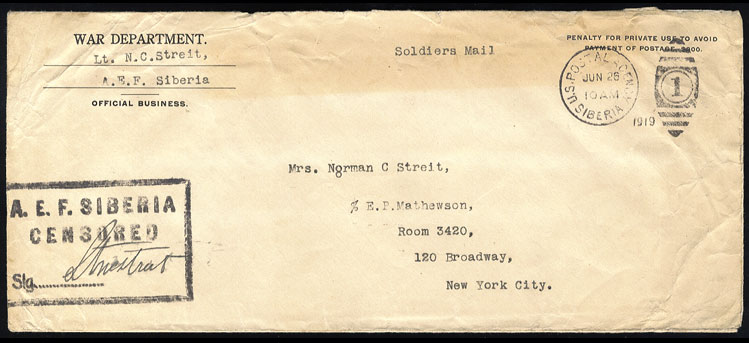 WAR DEPARTMENT.
Lt. N.C.Streit,
A.E.F. Siberia
OFFICIAL BUSINESS.
Soldiers Mail
PENALTY FOR PRIVATE USE TO AVOID
PAYMENT OF POSTAGE, $300.
U.S. POSTAL AGENCY
JUN 26
10 AM
SIBERIA
1919
1
Mrs. Norman C Streit,
% E.P.Mathewson,
Room 3420,
120 Broadway,
New York City.
A. E. F. SIBERIA
CENSORED
Sig